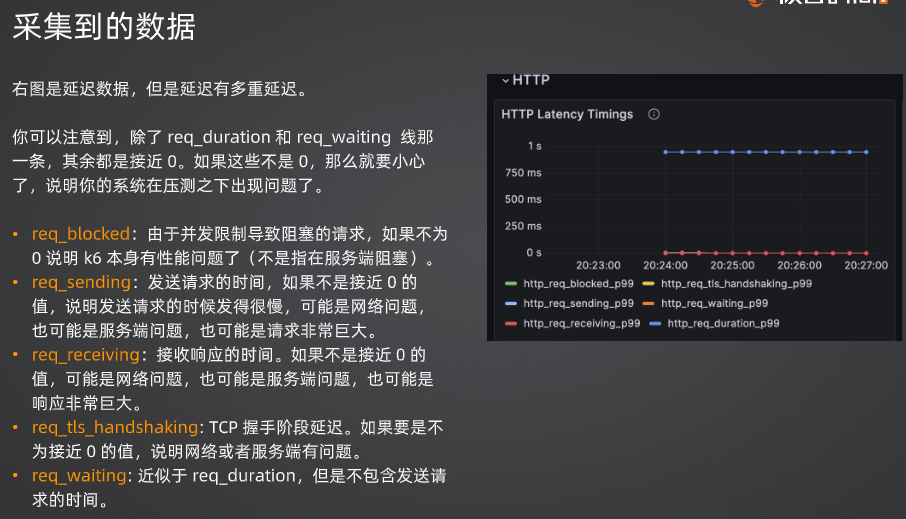 采集到的数据
右图是延迟数据，但是延迟有多重延迟。
你可以注意到，除了 req_duration 和 req_waiting 线那
一条，其余都是接近 0。如果这些不是 0，那么就要小心
了，说明你的系统在压测之下出现问题了。
• req_blocked：由于并发限制导致阻塞的请求，如果不为
0 说明 k6 本身有性能问题了（不是指在服务端阻塞）。
• req_sending：发送请求的时间，如果不是接近 0 的
值，说明发送请求的时候发得很慢，可能是网络问题，
也可能是服务端问题，也可能是请求非常巨大。
• req_receiving：接收响应的时间。如果不是接近 0 的
值，可能是网络问题，也可能是服务端问题，也可能是
响应非常巨大。
• req_tls_handshaking: TCP 握手阶段延迟。如果要是不
为接近 0 的值，说明网络或者服务端有问题。
• req_waiting: 近似于 req_duration，但是不包含发送请
求的时间。
HTTP
HTTP Latency Timings
1 s
750 ms
500 ms
250 ms
0 s
20:23:00 20:24:00 20:25:00 20:26:00 20:27:00
http_req_blocked_p99 http_req_tls_handshaking_p99
http_req_sending_p99 http_req_waiting_p99
http_req_receiving_p99 http_req_duration_p99